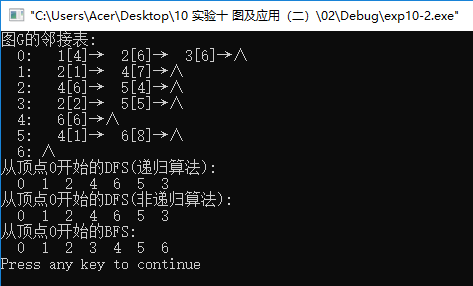 "C:\Users\Acer\Desktop\10 实验十 图及应用（二）\02\Debug\exp10-2.exe"
图G的邻接表:
0: 1[4]→ 2[6]→ 3[6]→∧
1: 2[1]→ 4[7]→∧
2: 4[6]→ 5[4]→∧
3: 2[2]→ 5[5]→∧
4: 6[6]→∧
5: 4[1]→ 6[8]→∧
6: ∧
从顶点0开始的DFS(递归算法):
0 1 2 4 6 5 3
从顶点0开始的DFS(非递归算法):
0 1 2 4 6 5 3
从顶点0开始的BFS:
0 1 2 3 4 5 6
Press any key to continue